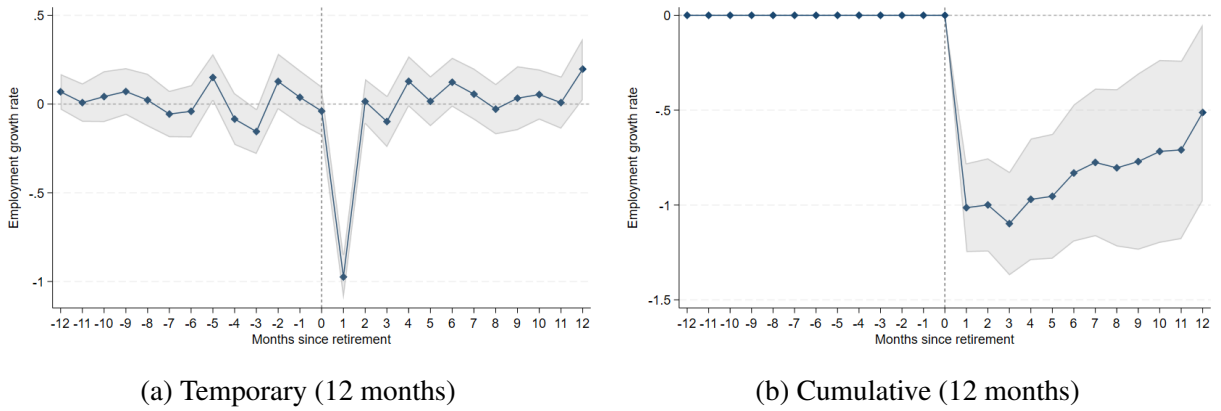 .5
0
-.5
-1
Employment growth rate
-12 -11 -10 -9 -8 -7 -6 -5 -4 -3 -2 -1 0 1 2 3 4 5 6 7 8 9 10 11 12
Months since retirement
(a) Temporary (12 months)
0
-.5
-1
-1.5
Employment growth rate
-12 -11 -10 -9 -8 -7 -6 -5 -4 -3 -2 -1 0 1 2 3 4 5 6 7 8 9 10 11 12
Months since retirement
(b) Cumulative (12 months)